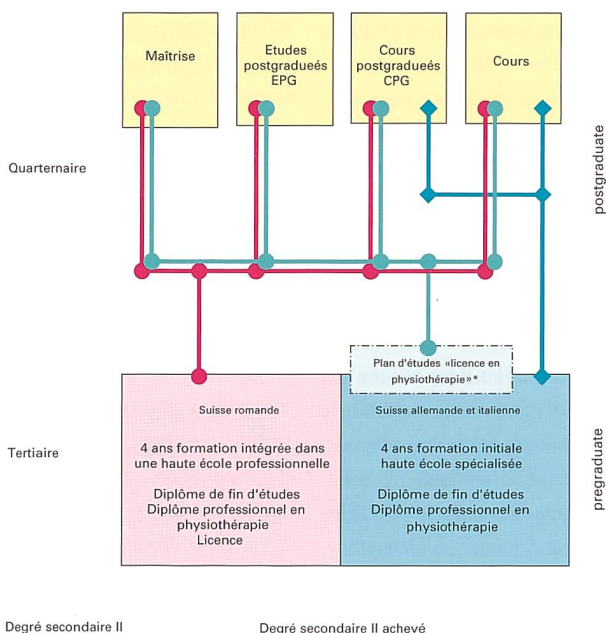 Maîtrise
Etudes
postgradueés
EPG
Cours
postgradueés
CPG
Cours
Quarternaire
postgraduate
Plan d'études «licence en
physiothérapie»*
Suisse romande
4 ans formation intégrée dans
une haute école professionnelle
Diplôme de fin d'études
Diplôme professionnel en
physiothérapie
Licence
Suisse allemande et italienne
4 ans formation initiale
haute école spécialisée
Diplôme de fin d'études
Diplôme professionnel en
physiothérapie
Tertiaire
pregraduate
Degré secondaire II
Degré secondaire II achevé